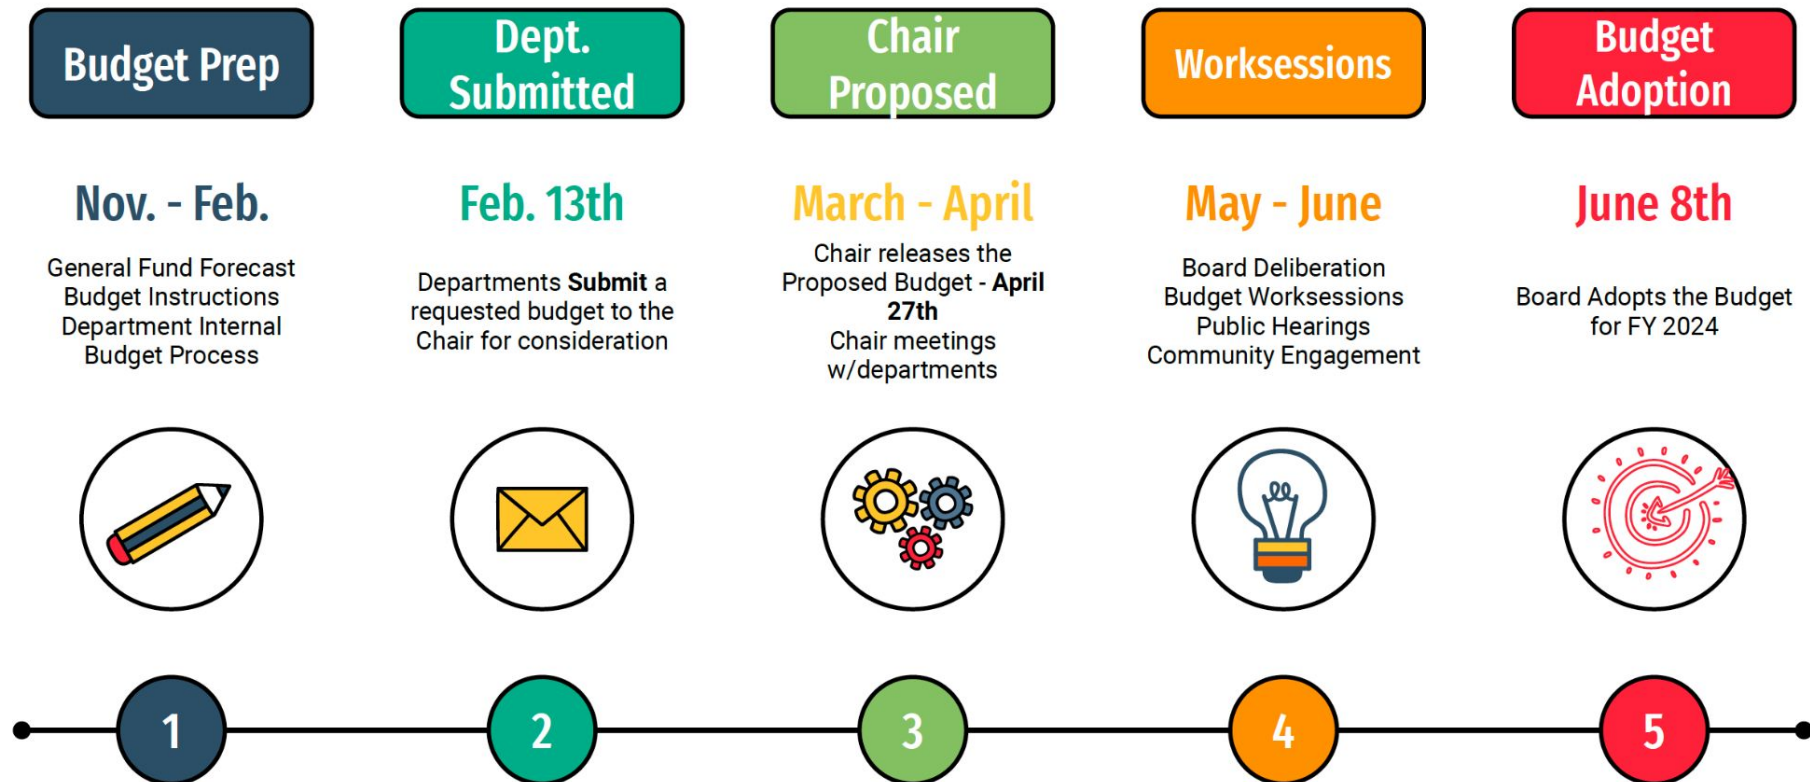 Budget Prep
Nov. - Feb.
General Fund Forecast
Budget Instructions
Department Internal
Budget Process
1
Dept.
Submitted
Feb. 13th
Departments Submit a
requested budget to the
Chair for consideration
2
Chair
Proposed
March - April
Chair releases the
Proposed Budget - April
27th
Chair meetings
w/departments
3
Worksessions
May - June
Board Deliberation
Budget Worksessions
Public Hearings
Community Engagement
4
Budget
Adoption
June 8th
Board Adopts the Budget
for FY 2024
5